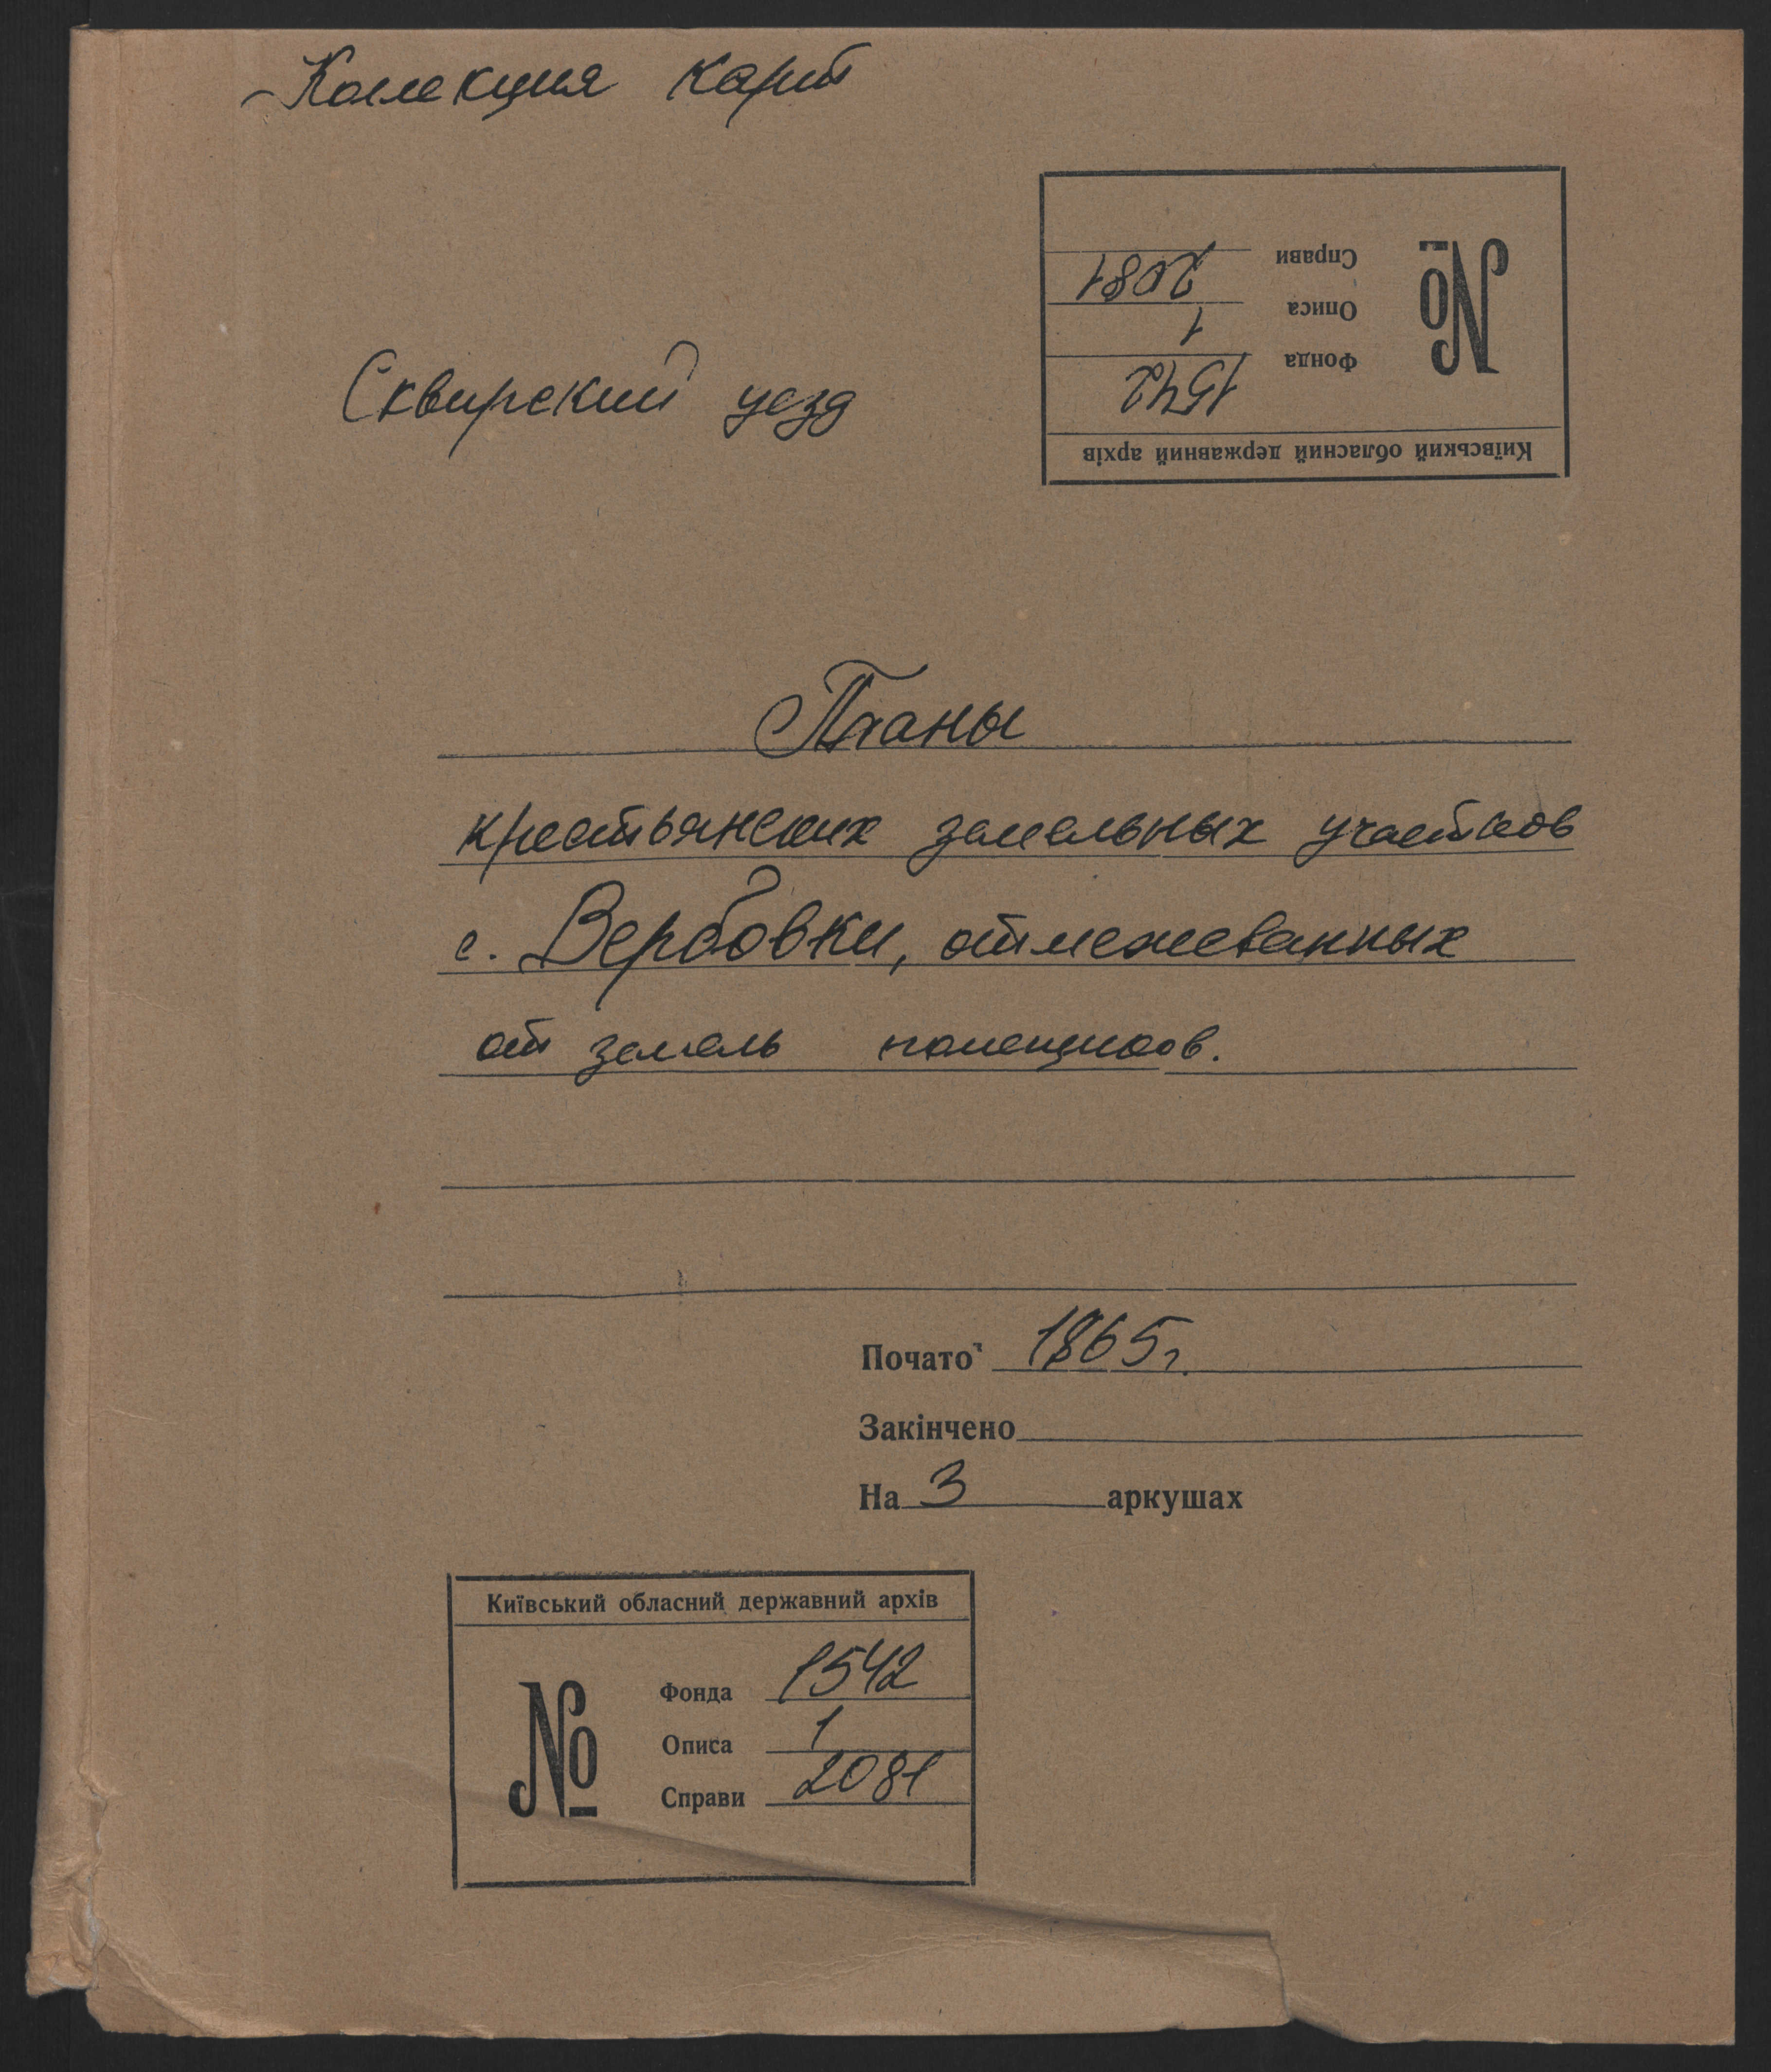 Коллекция карт
Справи 2081
Описа 1
Фонда 1542
Київський обласний державний архів
№
Сквирский уезд
Планы
крестьянских земельных участков
с. Вербовки, отмежеванных
от земель помещиков.
Почато 1865г.
Закінчено
На 3 аркушах
Київський обласний державний архів
№
Фонда 1542
Описа 1
Справи 2081